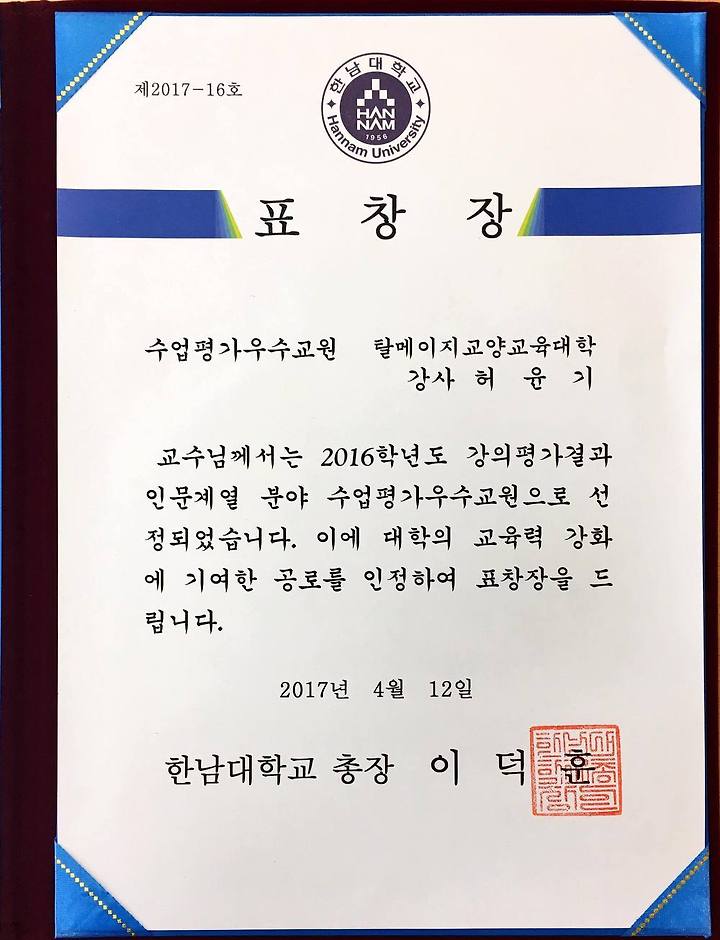 제2017-16호
한남대학교
HAN
NAM
1956
Hannam University
표 창 장
수업평가우수교원 탈메이지교양교육대학
강사 허 윤 기
교수님께서는 2016학년도 강의평가결과
인문계열 분야 수업평가우수교원으로 선
정되었습니다. 이에 대학의 교육력 강화
에 기여한 공로를 인정하여 표창장을 드
립니다.
2017년 4월 12일
한남대학교 총장 이 덕 훈